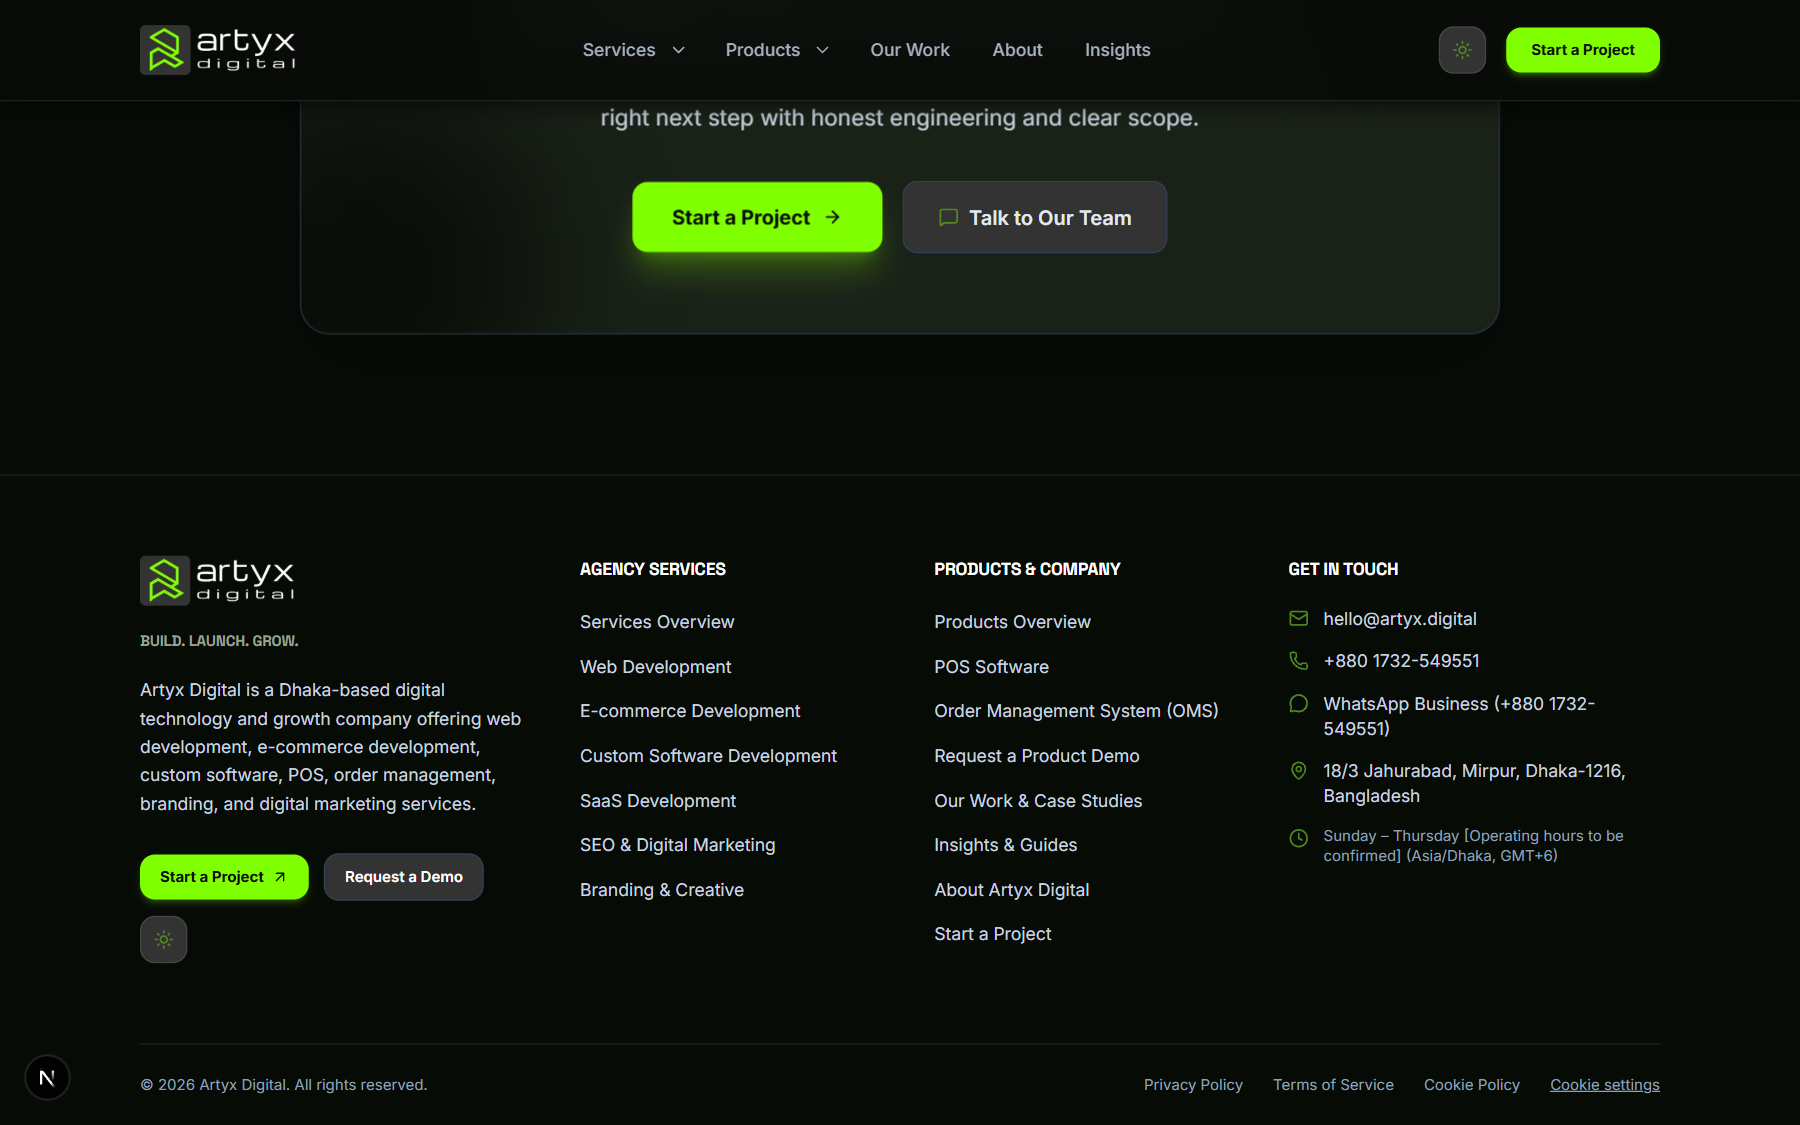 artyx
digital
Services
Products
Our Work
About
Insights
Start a Project
right next step with honest engineering and clear scope.
Start a Project
Talk to Our Team
artyx
digital
BUILD. LAUNCH. GROW.
Artyx Digital is a Dhaka-based digital
technology and growth company offering web
development, e-commerce development,
custom software, POS, order management,
branding, and digital marketing services.
Start a Project
Request a Demo
AGENCY SERVICES
Services Overview
Web Development
E-commerce Development
Custom Software Development
SaaS Development
SEO & Digital Marketing
Branding & Creative
PRODUCTS & COMPANY
Products Overview
POS Software
Order Management System (OMS)
Request a Product Demo
Our Work & Case Studies
Insights & Guides
About Artyx Digital
Start a Project
GET IN TOUCH
hello@artyx.digital
+880 1732-549551
WhatsApp Business (+880 1732-
549551)
18/3 Jahurabad, Mirpur, Dhaka-1216,
Bangladesh
Sunday – Thursday [Operating hours to be
confirmed] (Asia/Dhaka, GMT+6)
N
© 2026 Artyx Digital. All rights reserved.
Privacy Policy
Terms of Service
Cookie Policy
Cookie settings